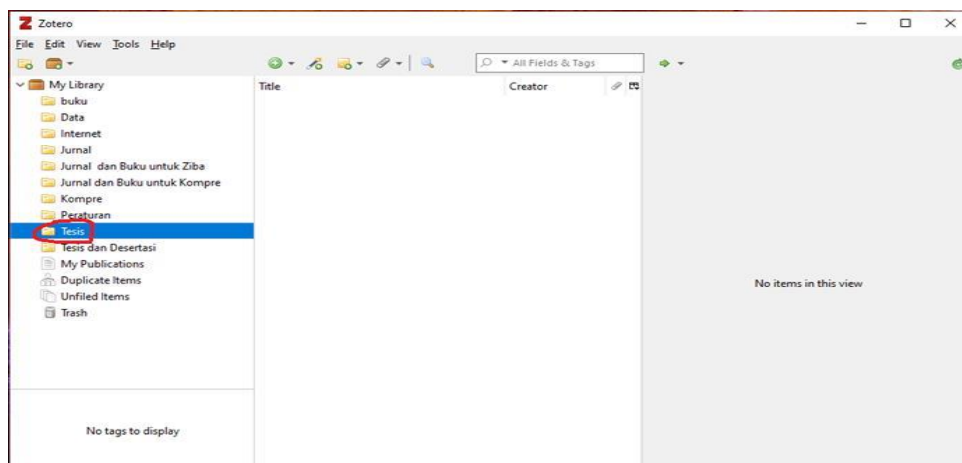 Zotero
File Edit View Tools Help
All Fields & Tags
My Library
buku
Data
Internet
Jurnal
Jurnal dan Buku untuk Ziba
Jurnal dan Buku untuk Kompre
Kompre
Peraturan
Tesis
Tesis dan Desertasi
My Publications
Duplicate Items
Unfiled Items
Trash
No tags to display
Title Creator
No items in this view